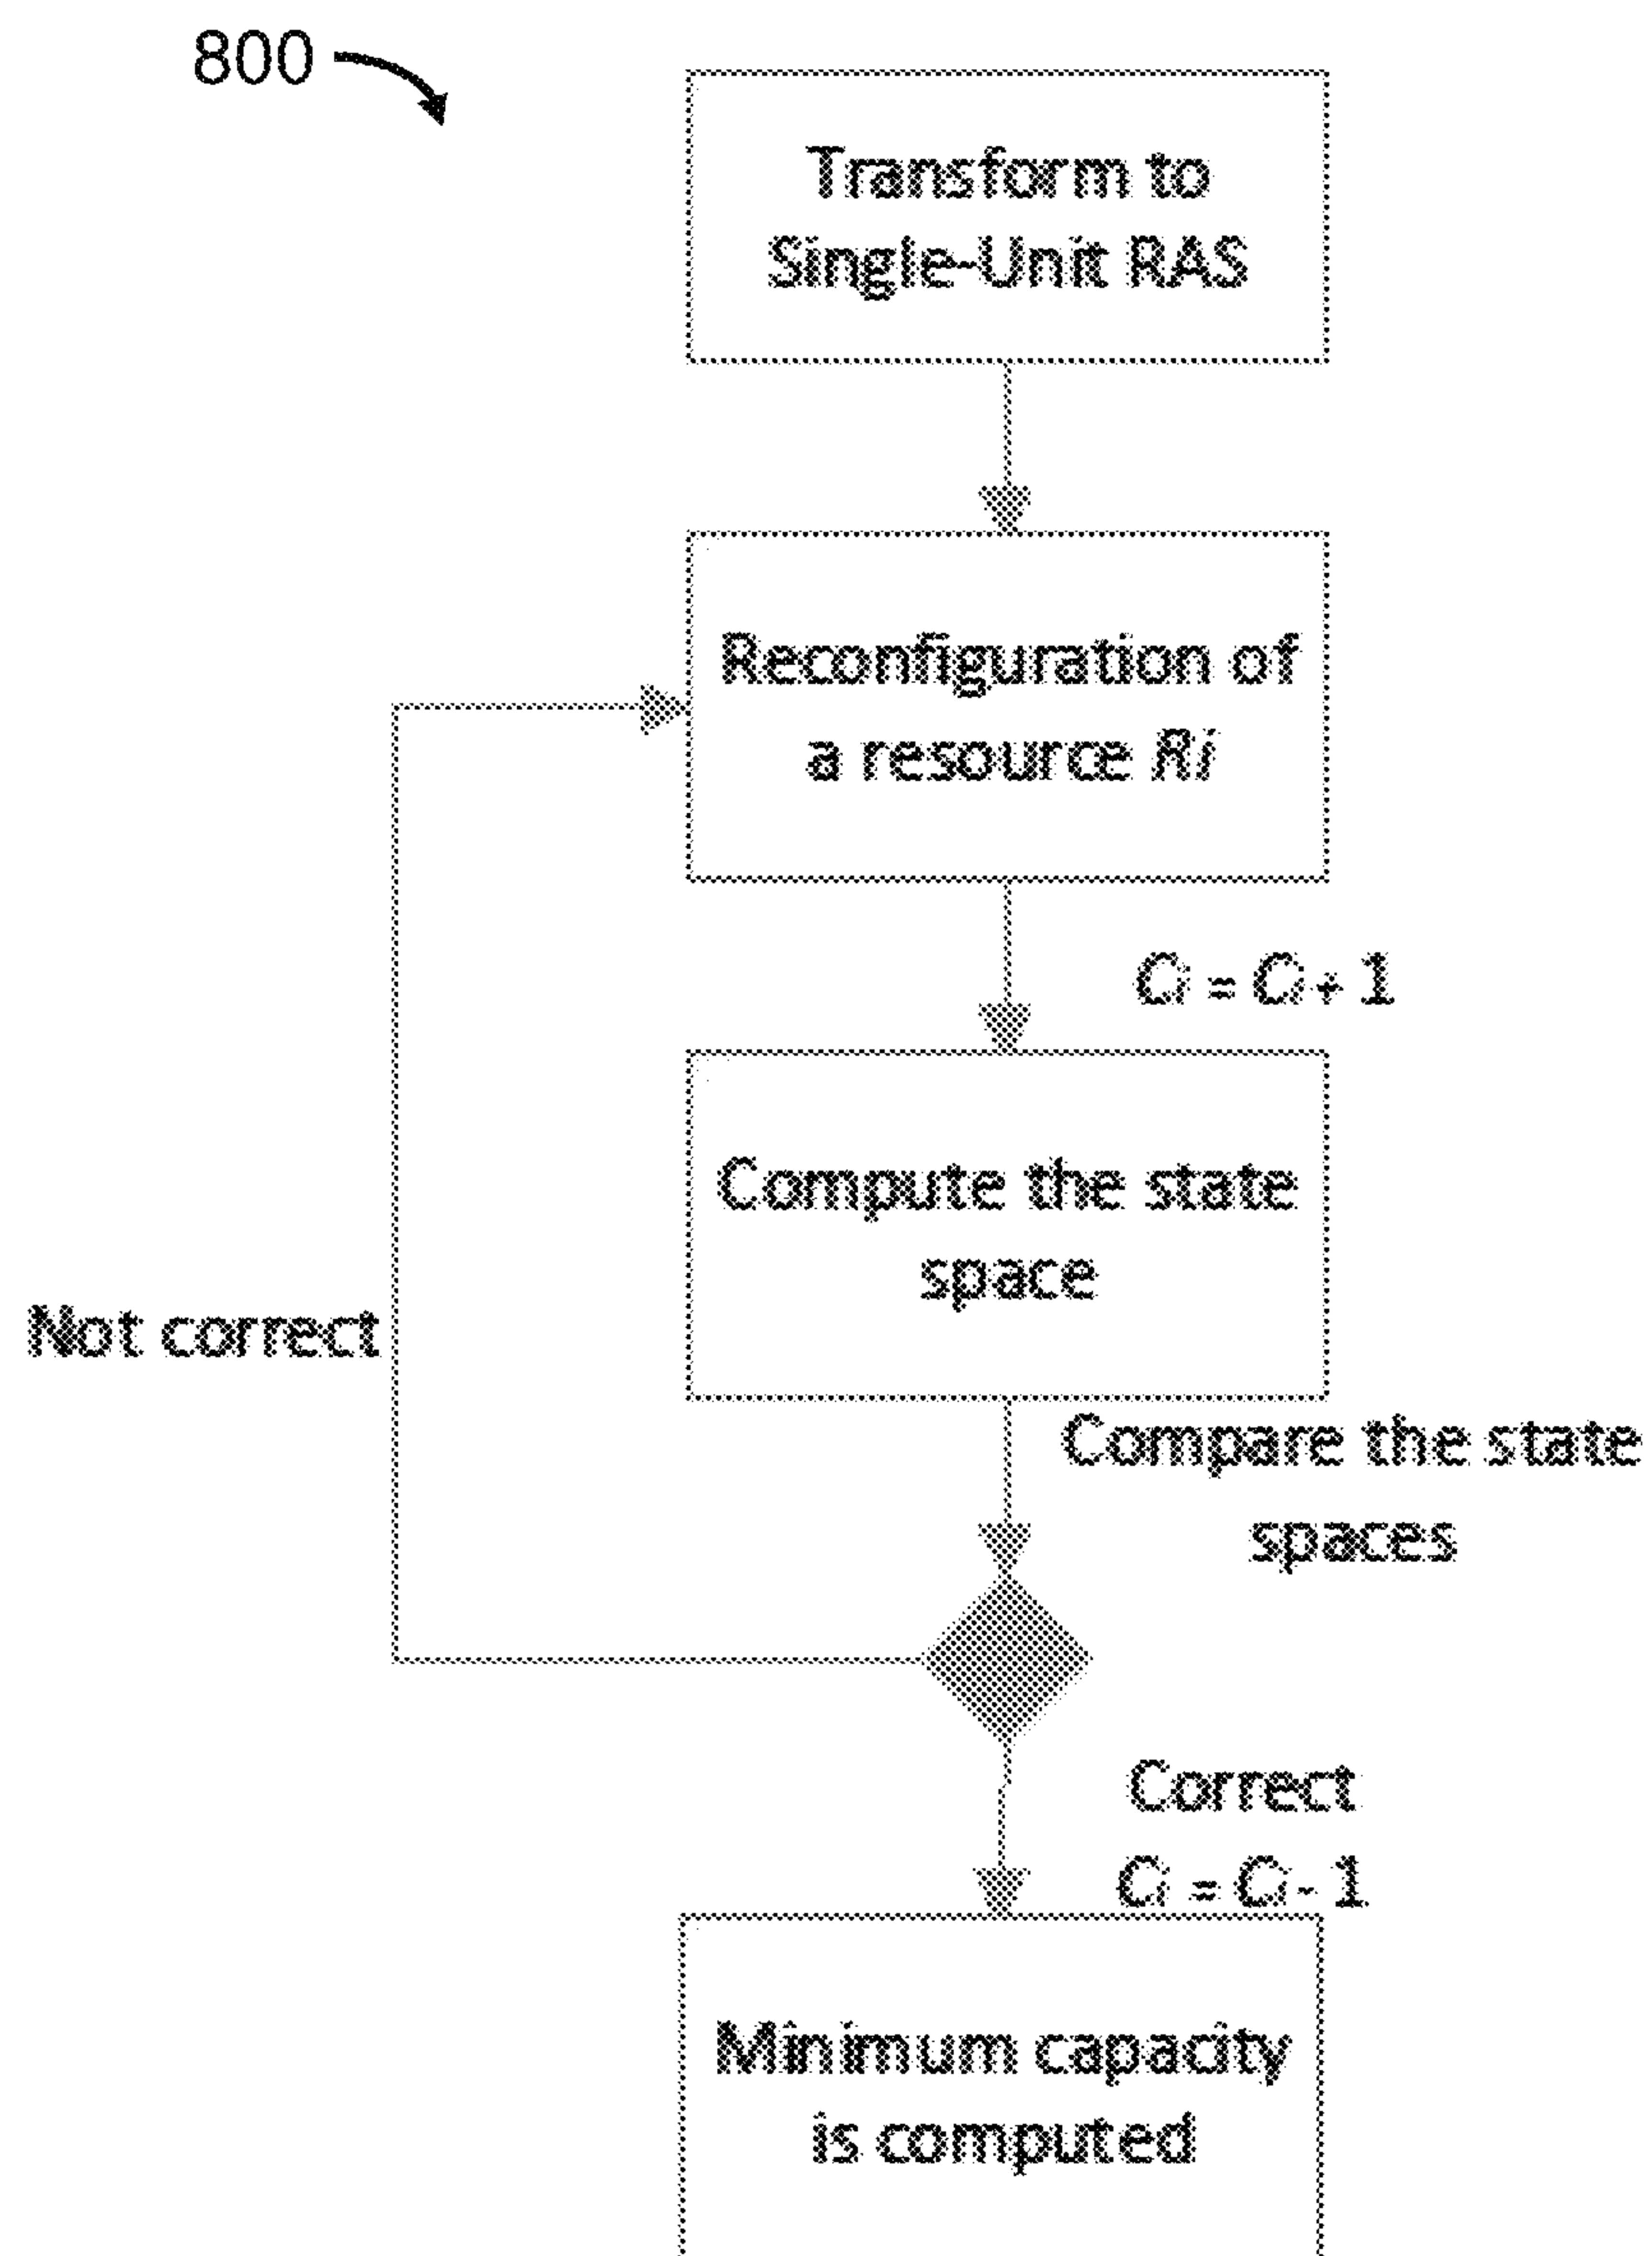 800
Transform to
Single-Unit RAS
Reconfiguration of
a resource Ri
Ci = Ci + 1
Compute the state
space
Not correct
Compare the state
spaces
Correct
Ci = Ci - 1
Minimum capacity
is computed